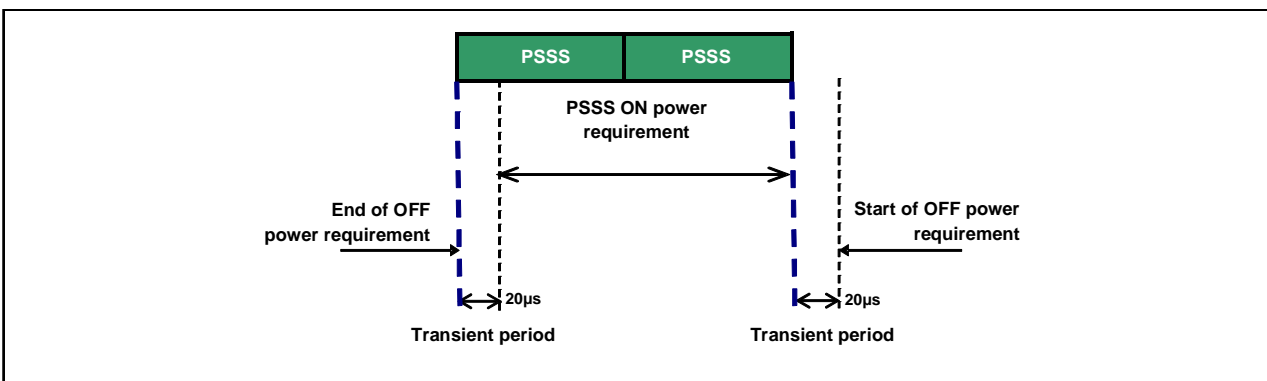 PSSS PSSS
PSSS ON power
requirement
End of OFF
power requirement
Start of OFF power
requirement
20µs 20µs
Transient period Transient period